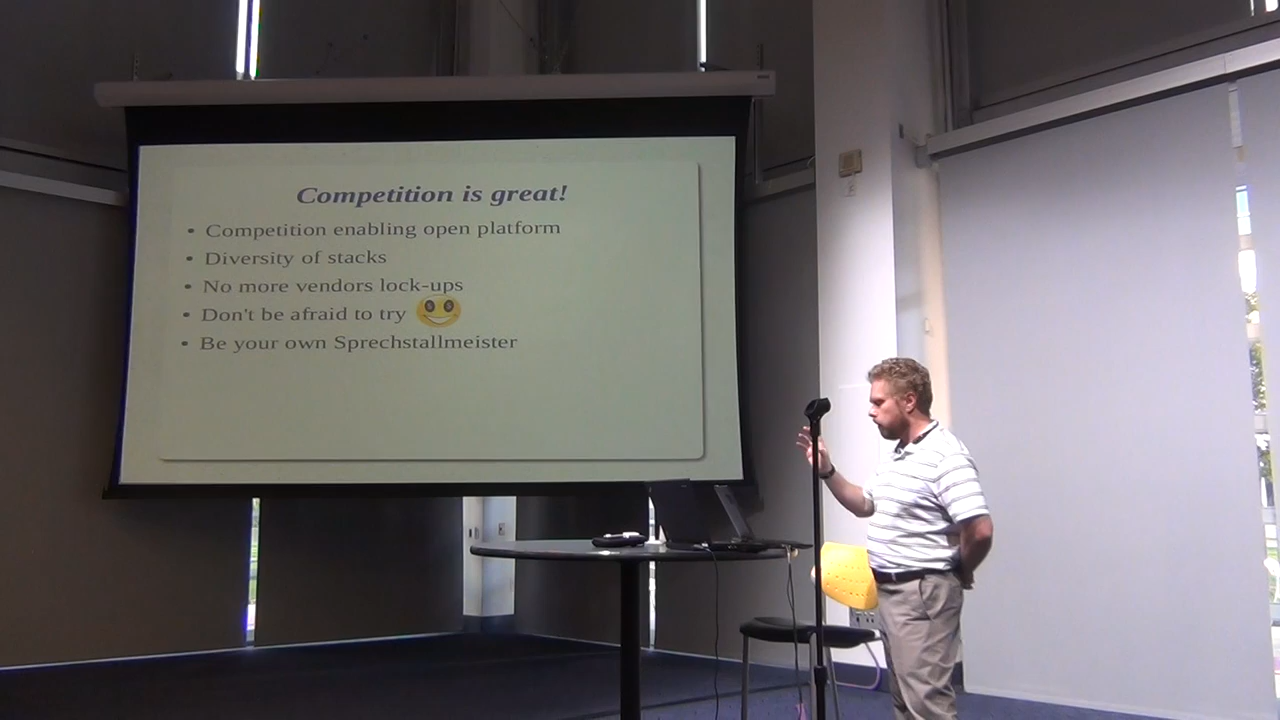 Competition is great!
• Competition enabling open platform
• Diversity of stacks
• No more vendors lock-ups
• Don't be afraid to try
• Be your own Sprechstallmeister